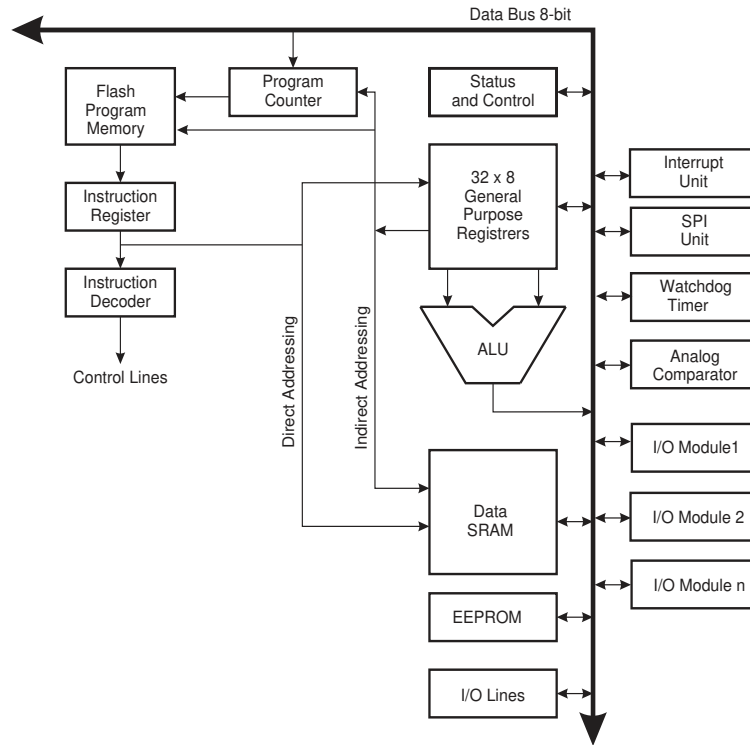 Data Bus 8-bit
Flash
Program
Memory
Program
Counter
Status
and Control
Instruction
Register
32 x 8
General
Purpose
Registrers
Interrupt
Unit
SPI
Unit
Instruction
Decoder
Watchdog
Timer
Control Lines
Direct Addressing
Indirect Addressing
ALU
Analog
Comparator
I/O Module1
Data
SRAM
I/O Module 2
I/O Module n
EEPROM
I/O Lines